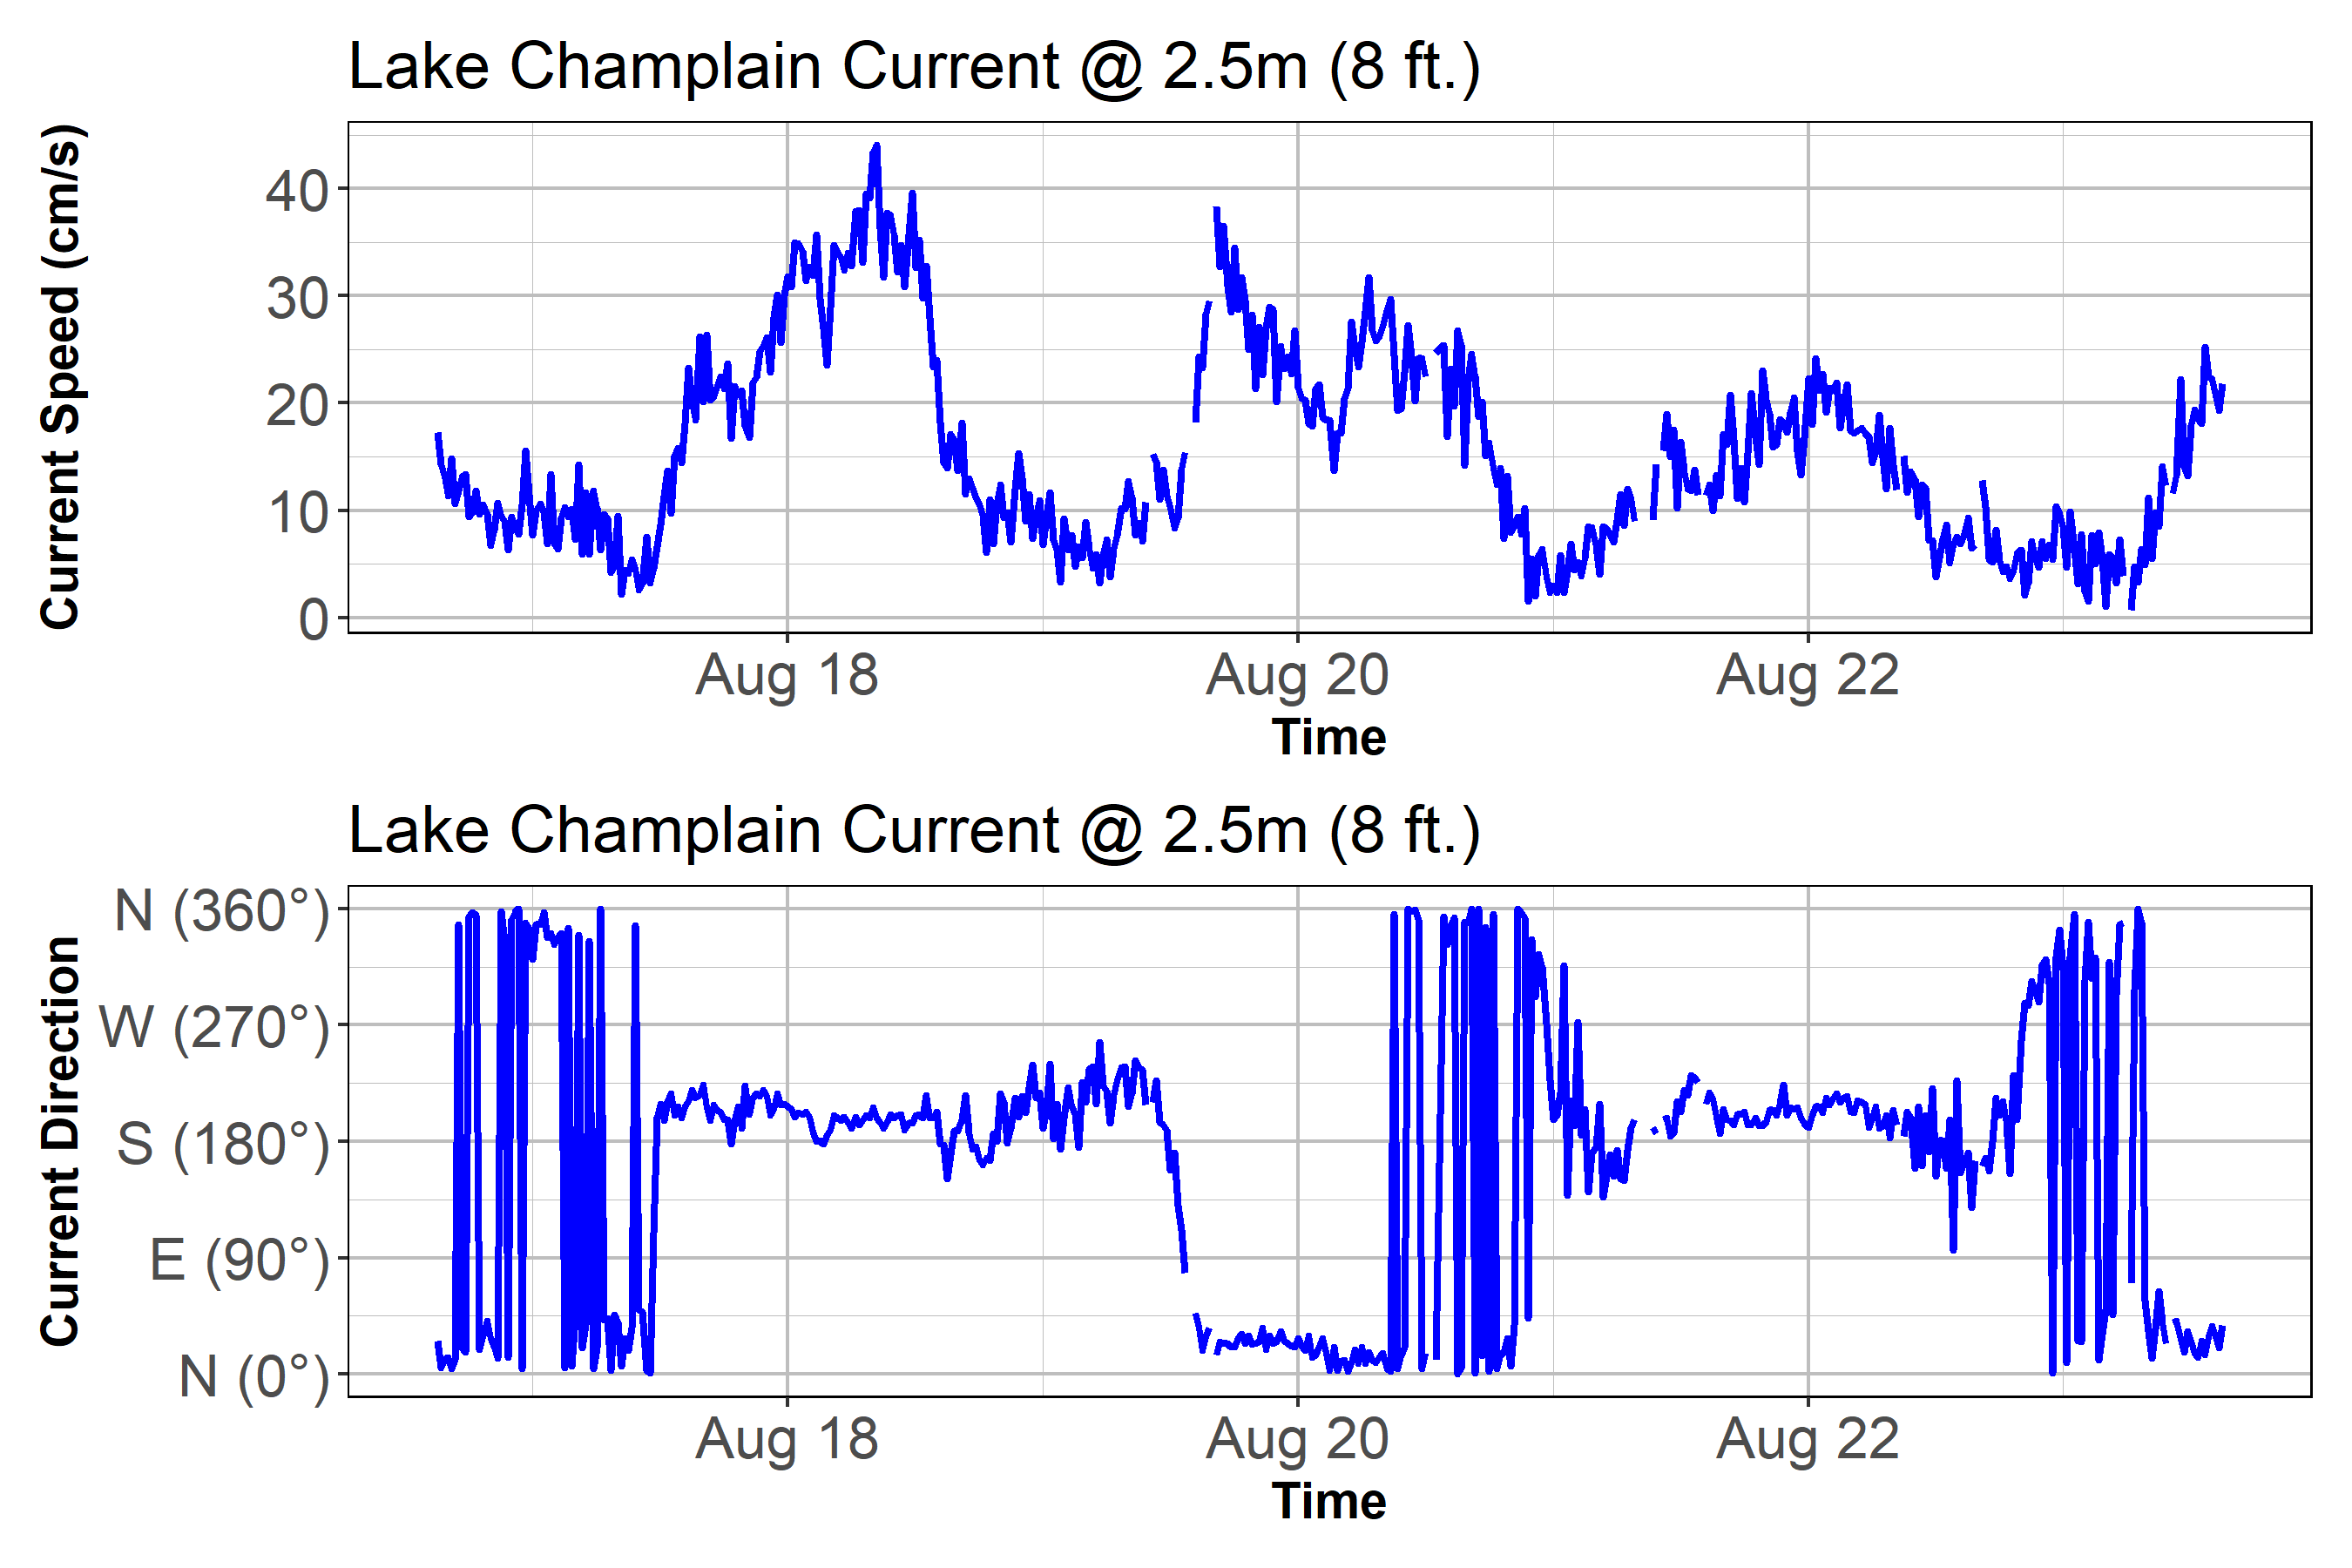 Lake Champlain Current @ 2.5m (8 ft.)
Current Speed (cm/s)
40
30
20
10
0
Aug 18
Aug 20
Aug 22
Time
Lake Champlain Current @ 2.5m (8 ft.)
Current Direction
N (360°)
W (270°)
S (180°)
E (90°)
N (0°)
Aug 18
Aug 20
Aug 22
Time